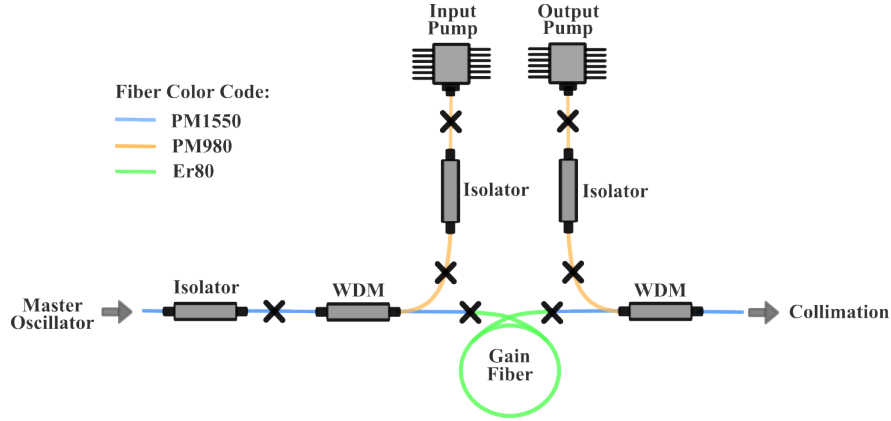 Input
Pump
Output
Pump
Fiber Color Code:
PM1550
PM980
Er80
Isolator
Isolator
Isolator
WDM
WDM
Master
Oscillator
Collimation
Gain
Fiber